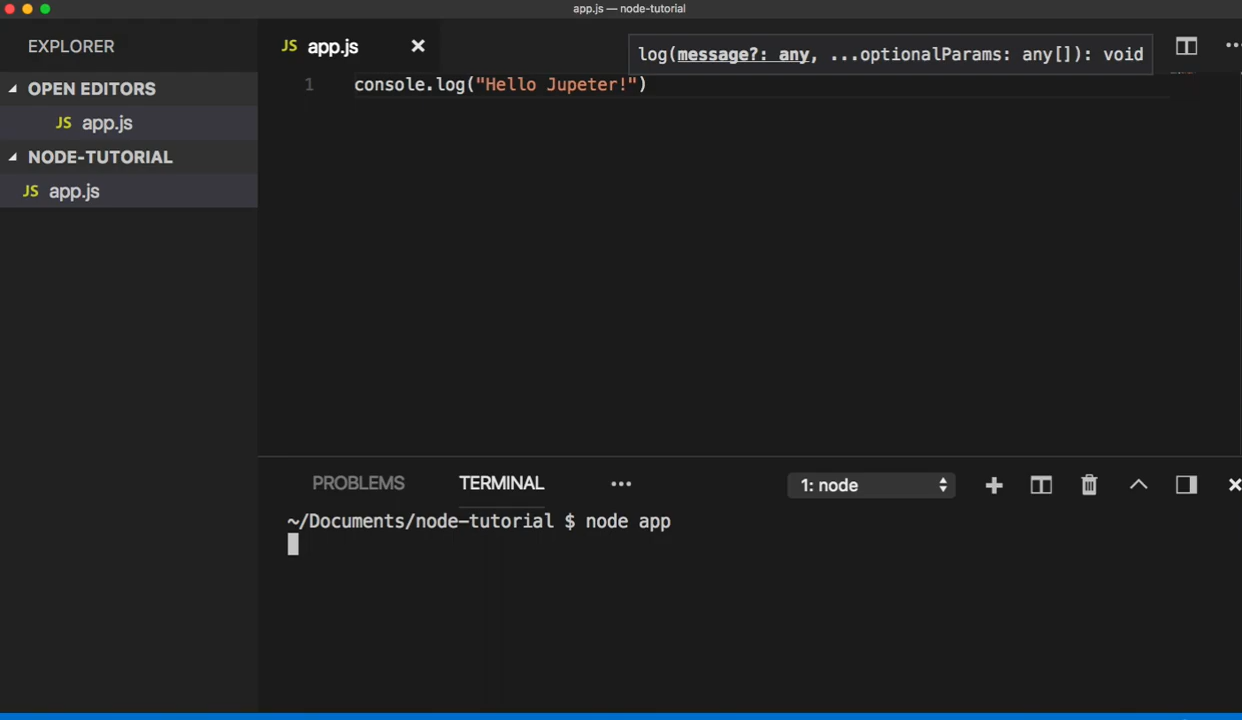 app.js — node-tutorial
EXPLORER
OPEN EDITORS
JS app.js
NODE-TUTORIAL
JS app.js
JS app.js
log(message?: any, ...optionalParams: any[]): void
1 console.log("Hello Jupeter!")
PROBLEMS TERMINAL ... 1: node
~/Documents/node-tutorial $ node app